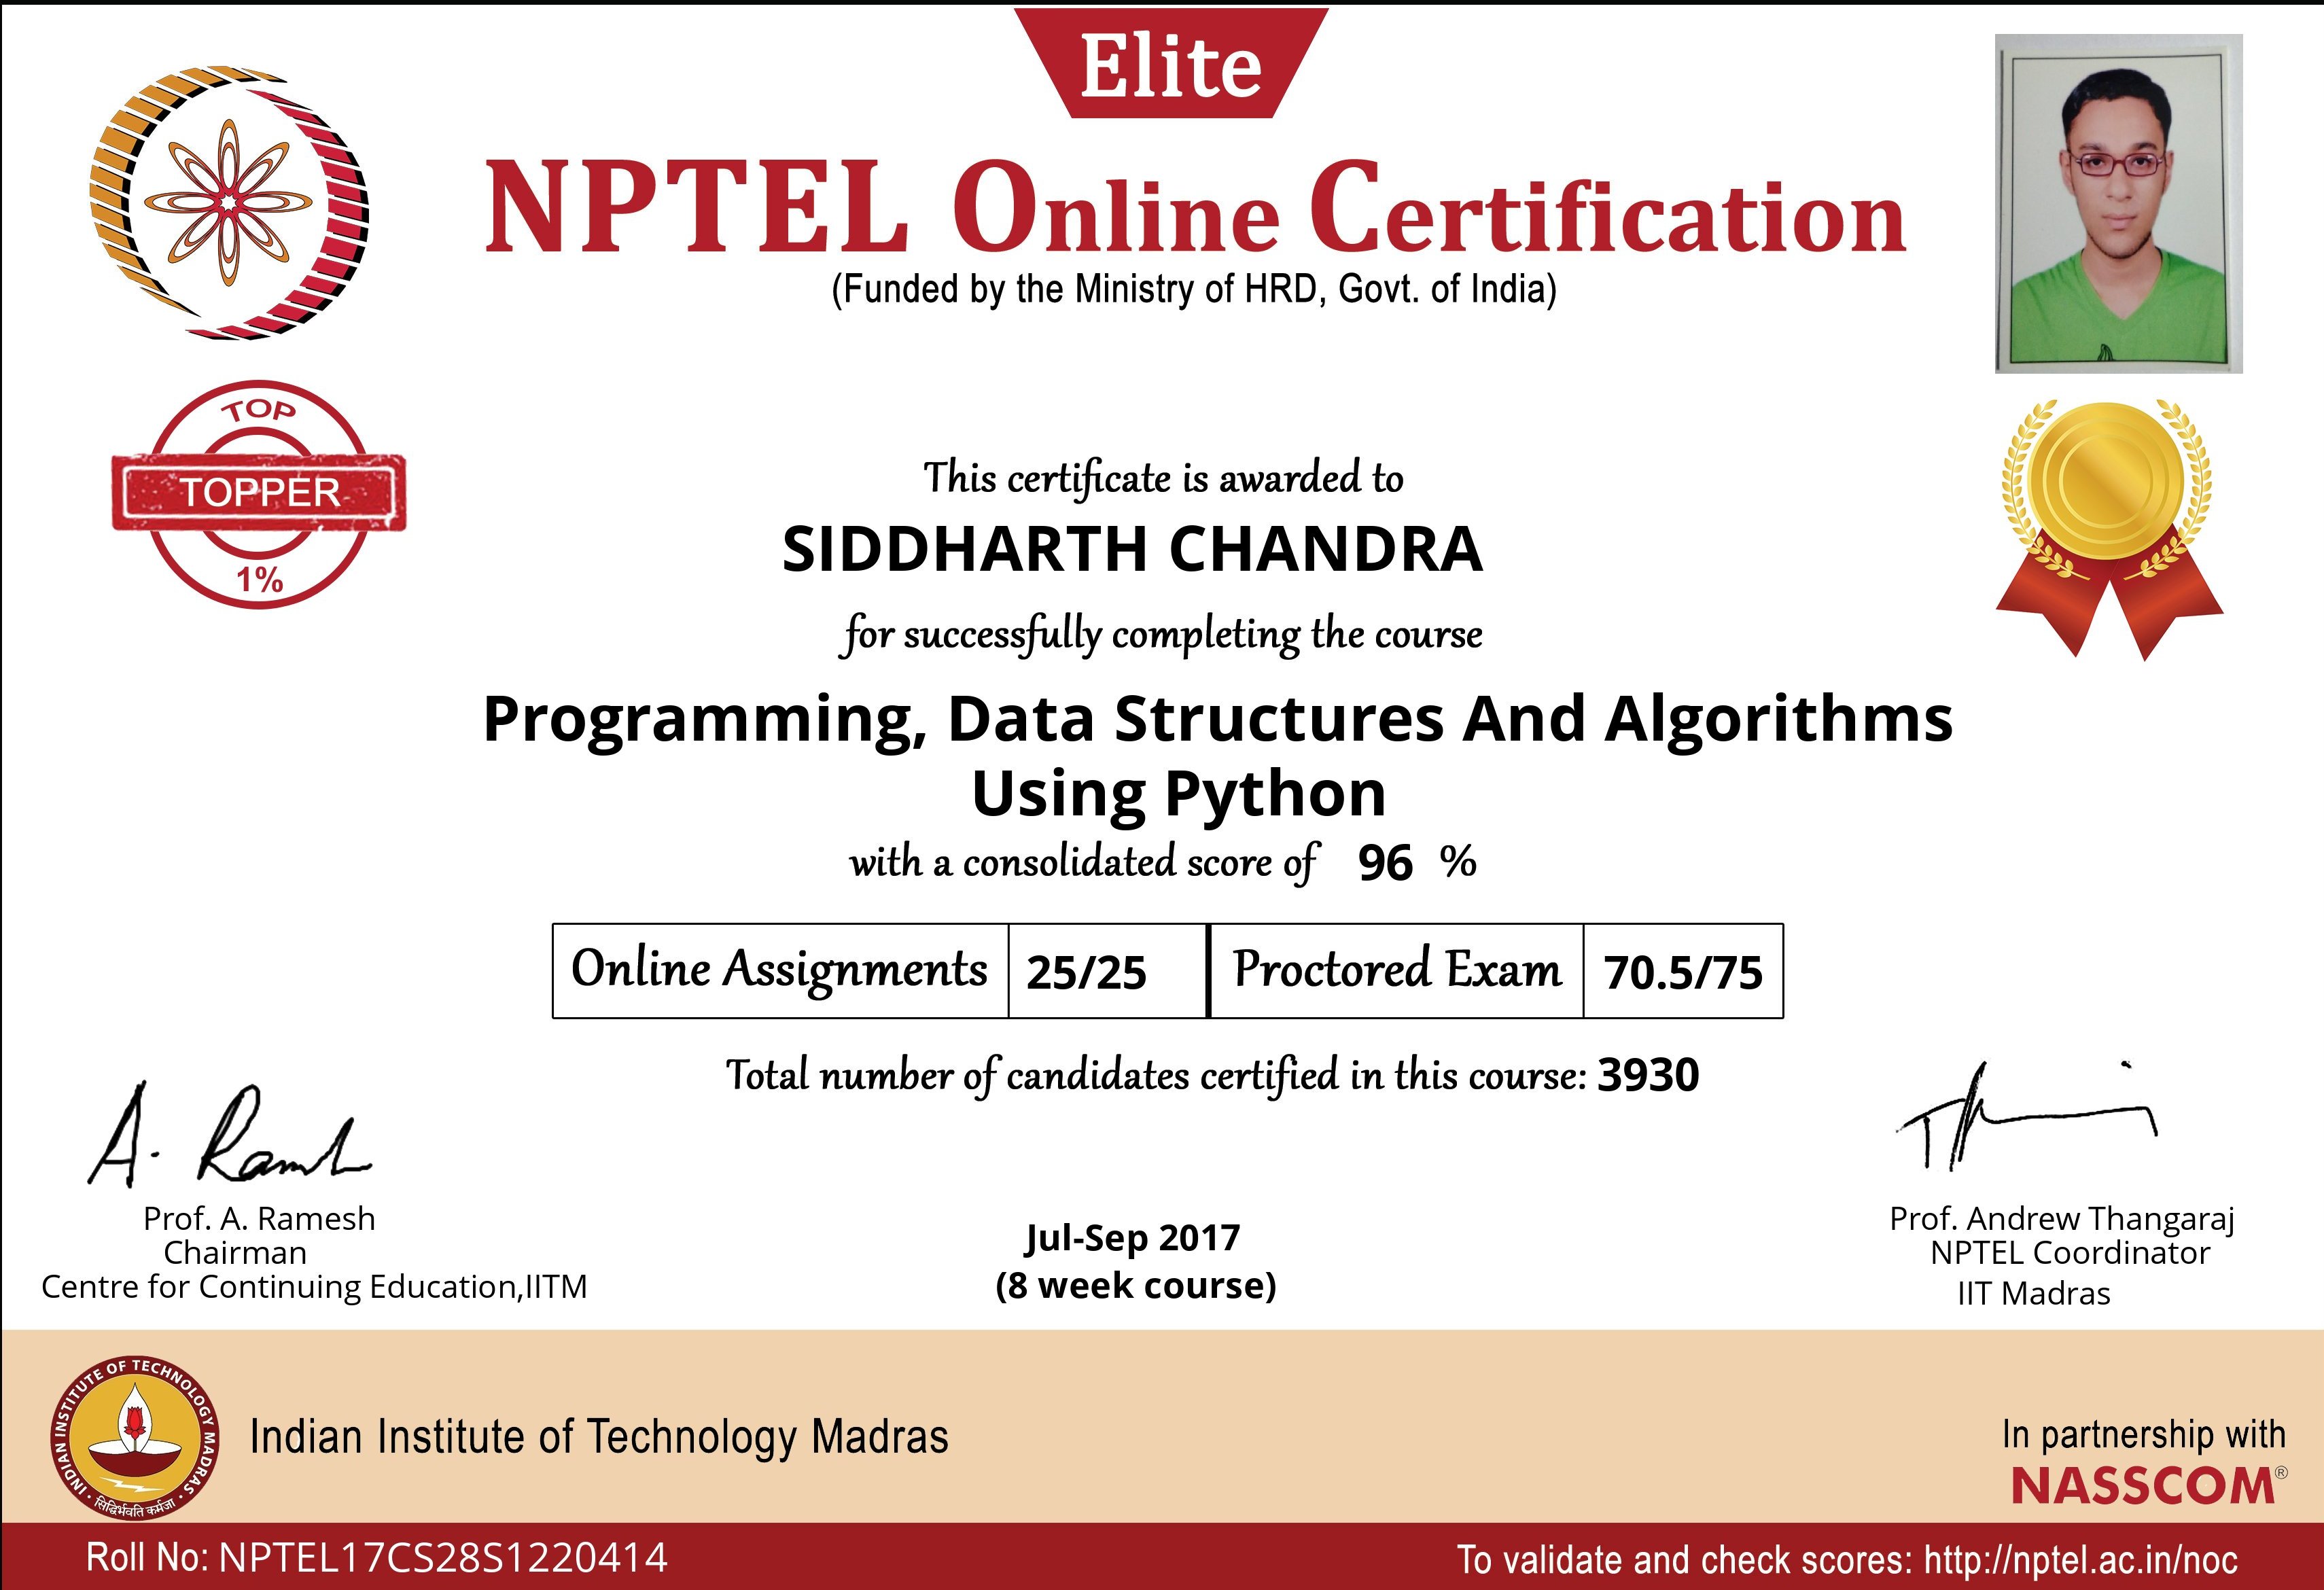 Elite
NPTEL Online Certification
(Funded by the Ministry of HRD, Govt. of India)
TOP
TOPPER
1%
This certificate is awarded to
SIDDHARTH CHANDRA
for successfully completing the course
Programming, Data Structures And Algorithms
Using Python
with a consolidated score of 96 %
Online Assignments 25/25 Proctored Exam 70.5/75
Total number of candidates certified in this course: 3930
A. Ramesh
Prof. A. Ramesh
Chairman
Centre for Continuing Education,IITM
Jul-Sep 2017
(8 week course)
Prof. Andrew Thangaraj
NPTEL Coordinator
IIT Madras
INDIAN INSTITUTE OF TECHNOLOGY MADRAS
सिद्धिर्भवति कर्मजा
Indian Institute of Technology Madras
In partnership with
NASSCOM®
Roll No: NPTEL17CS28S1220414
To validate and check scores: http://nptel.ac.in/noc